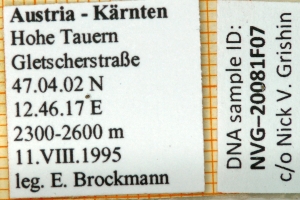 Austria - Kärnten
Hohe Tauern
Gletscherstraße
47.04.02 N
12.46.17 E
2300-2600 m
11.VIII.1995
leg. E. Brockmann
DNA sample ID:
NVG-20081F07
c/o Nick V. Grishin